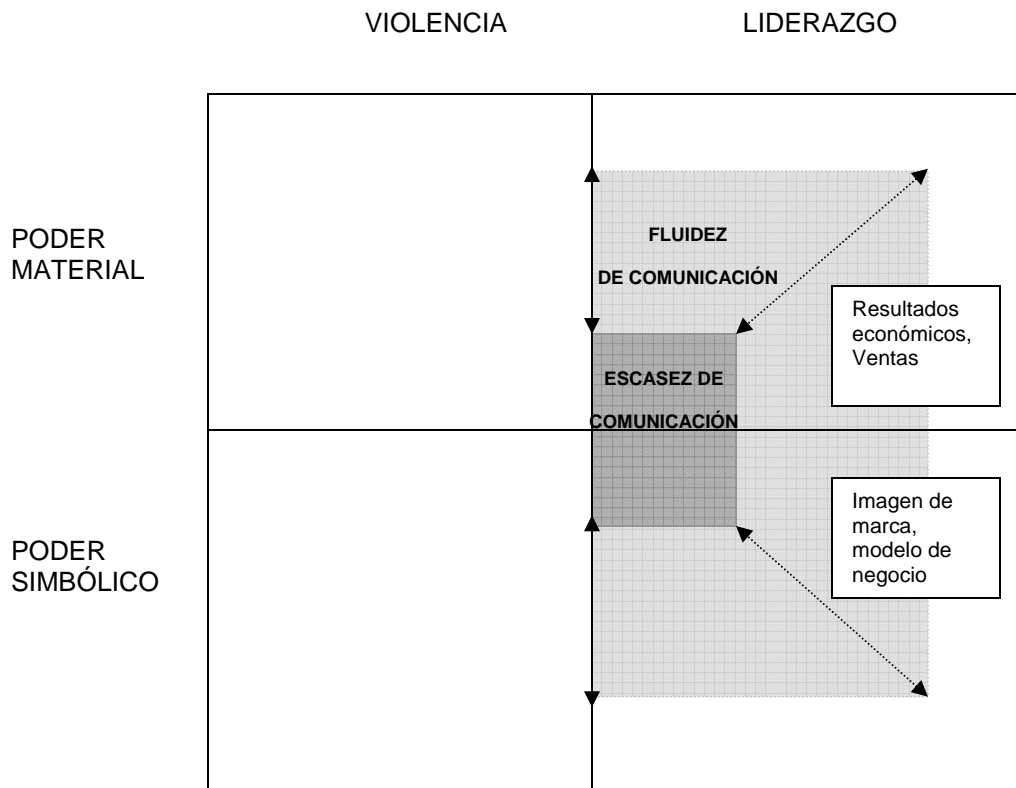 VIOLENCIA
LIDERAZGO
PODER
MATERIAL
FLUIDEZ
DE COMUNICACIÓN
Resultados
económicos,
Ventas
ESCASEZ DE
COMUNICACIÓN
PODER
SIMBÓLICO
Imagen de
marca,
modelo de
negocio